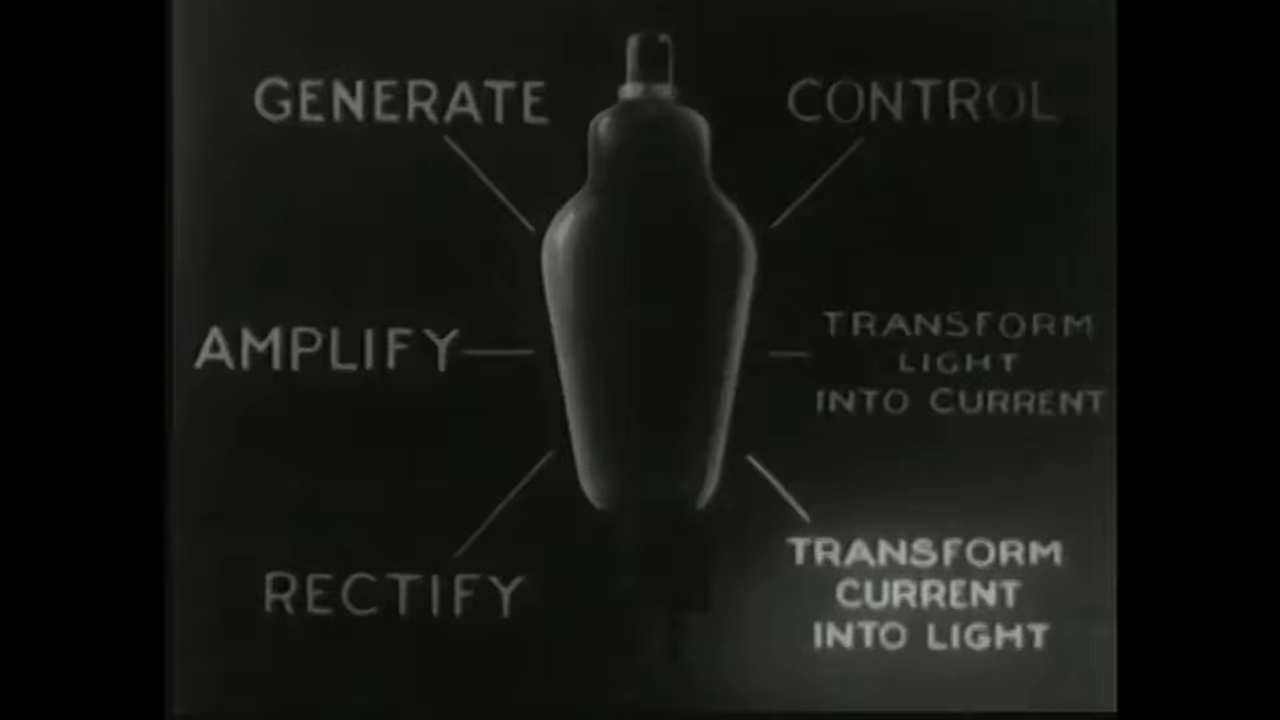 GENERATE
CONTROL
AMPLIFY
TRANSFORM
LIGHT
INTO CURRENT
RECTIFY
TRANSFORM
CURRENT
INTO LIGHT